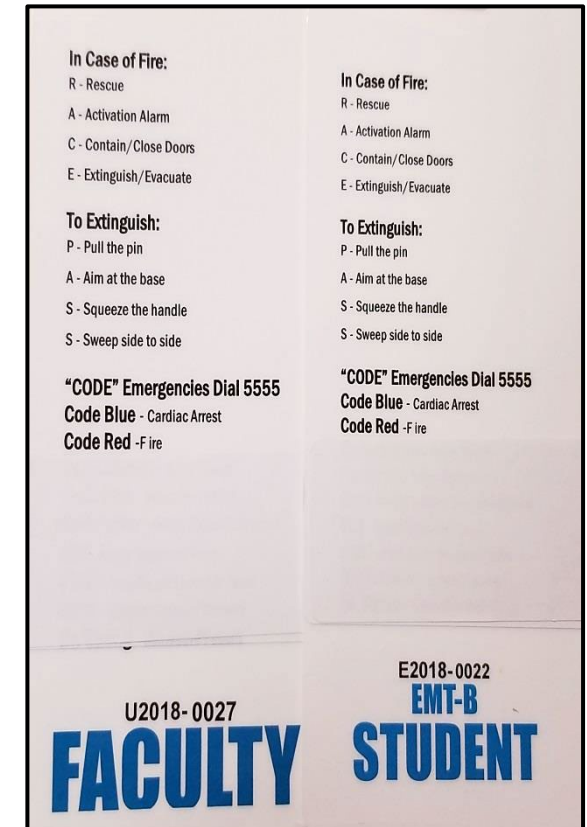 In Case of Fire:
R - Rescue
A - Activation Alarm
C - Contain/Close Doors
E - Extinguish/Evacuate
To Extinguish:
P - Pull the pin
A - Aim at the base
S - Squeeze the handle
S - Sweep side to side
“CODE” Emergencies Dial 5555
Code Blue - Cardiac Arrest
Code Red -F ire
U2018-0027
FACULTY
In Case of Fire:
R - Rescue
A - Activation Alarm
C - Contain/Close Doors
E - Extinguish/Evacuate
To Extinguish:
P - Pull the pin
A - Aim at the base
S - Squeeze the handle
S - Sweep side to side
“CODE” Emergencies Dial 5555
Code Blue - Cardiac Arrest
Code Red -F ire
E2018-0022
EMT-B
STUDENT